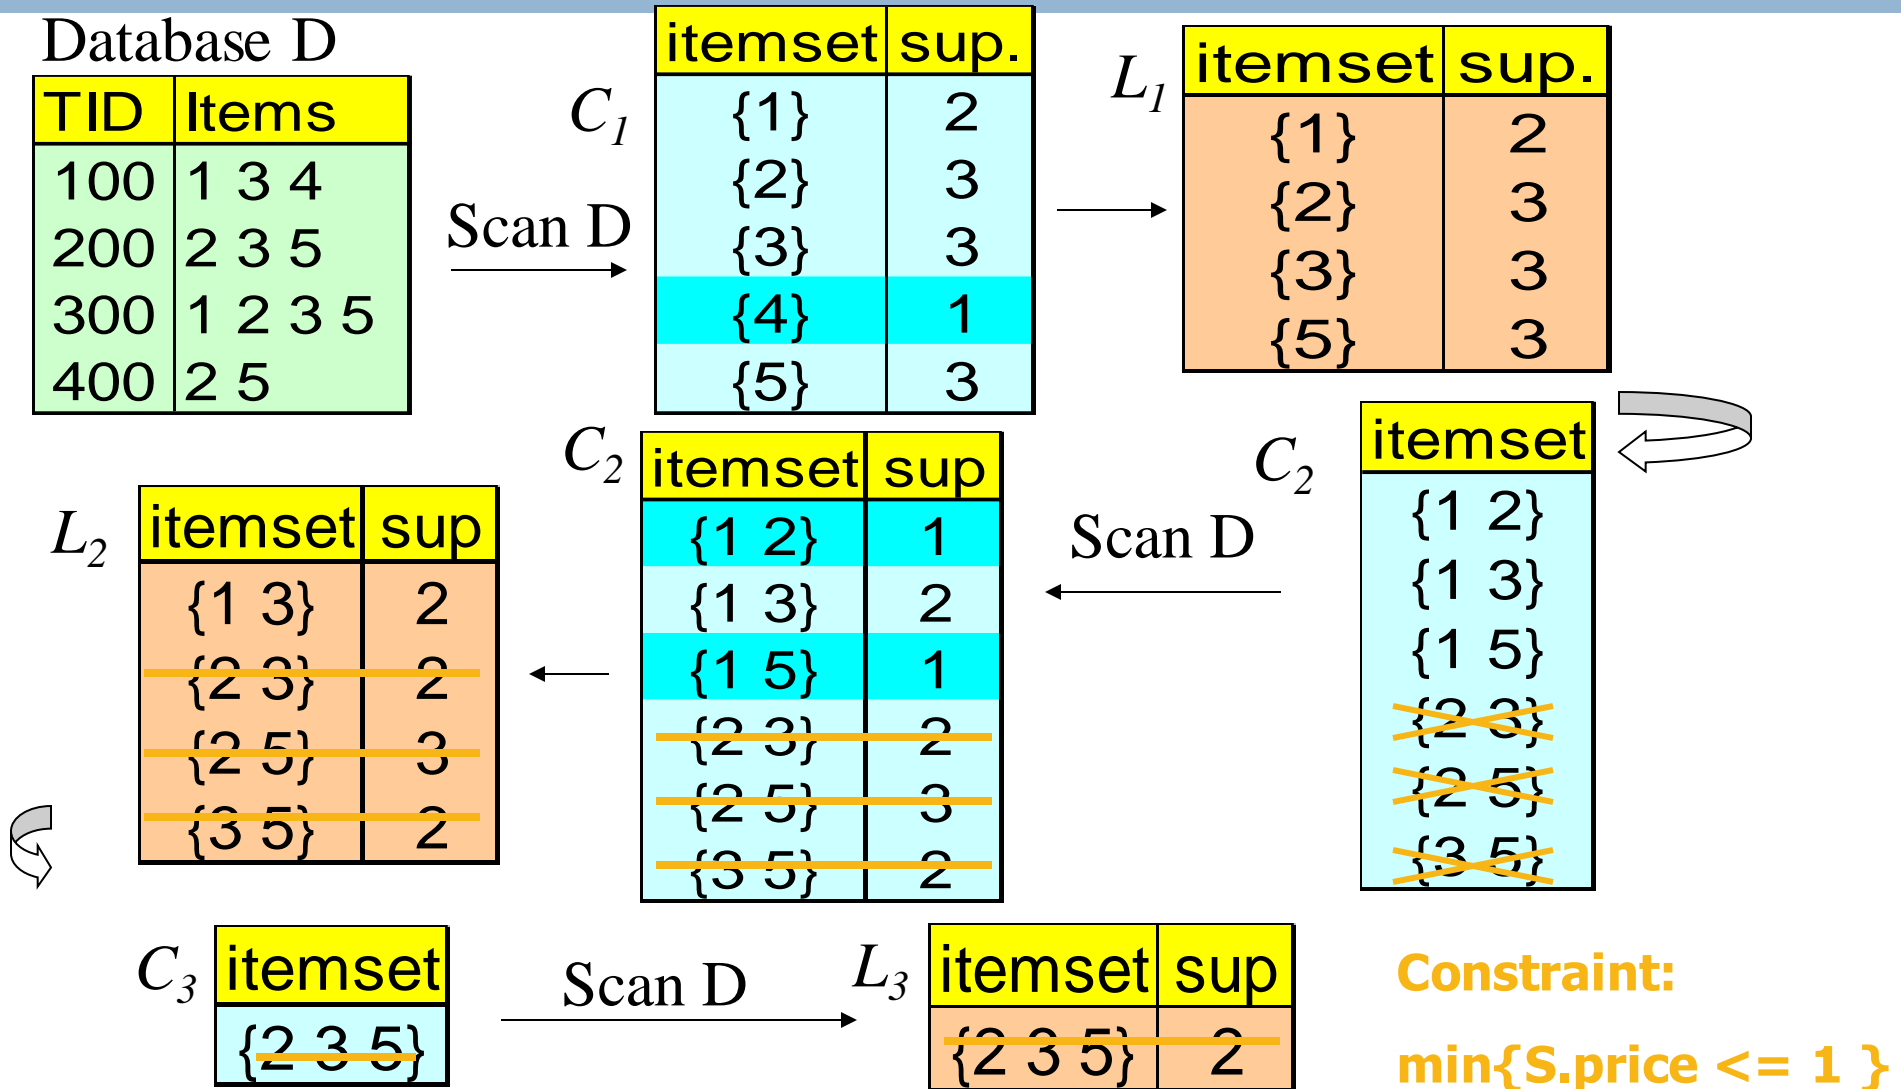 Database D
TID Items
100 1 3 4
200 2 3 5
300 1 2 3 5
400 2 5
Scan D
C1
itemset sup.
{1} 2
{2} 3
{3} 3
{4} 1
{5} 3
L1
itemset sup.
{1} 2
{2} 3
{3} 3
{5} 3
C2
itemset
{1 2}
{1 3}
{1 5}
{2 3}
{2 5}
{3 5}
Scan D
C2
itemset sup
{1 2} 1
{1 3} 2
{1 5} 1
{2 3} 2
{2 5} 3
{3 5} 2
L2
itemset sup
{1 3} 2
{2 3} 2
{2 5} 3
{3 5} 2
C3
itemset
{2 3 5}
Scan D
L3
itemset sup
{2 3 5} 2
Constraint:
min{S.price <= 1 }